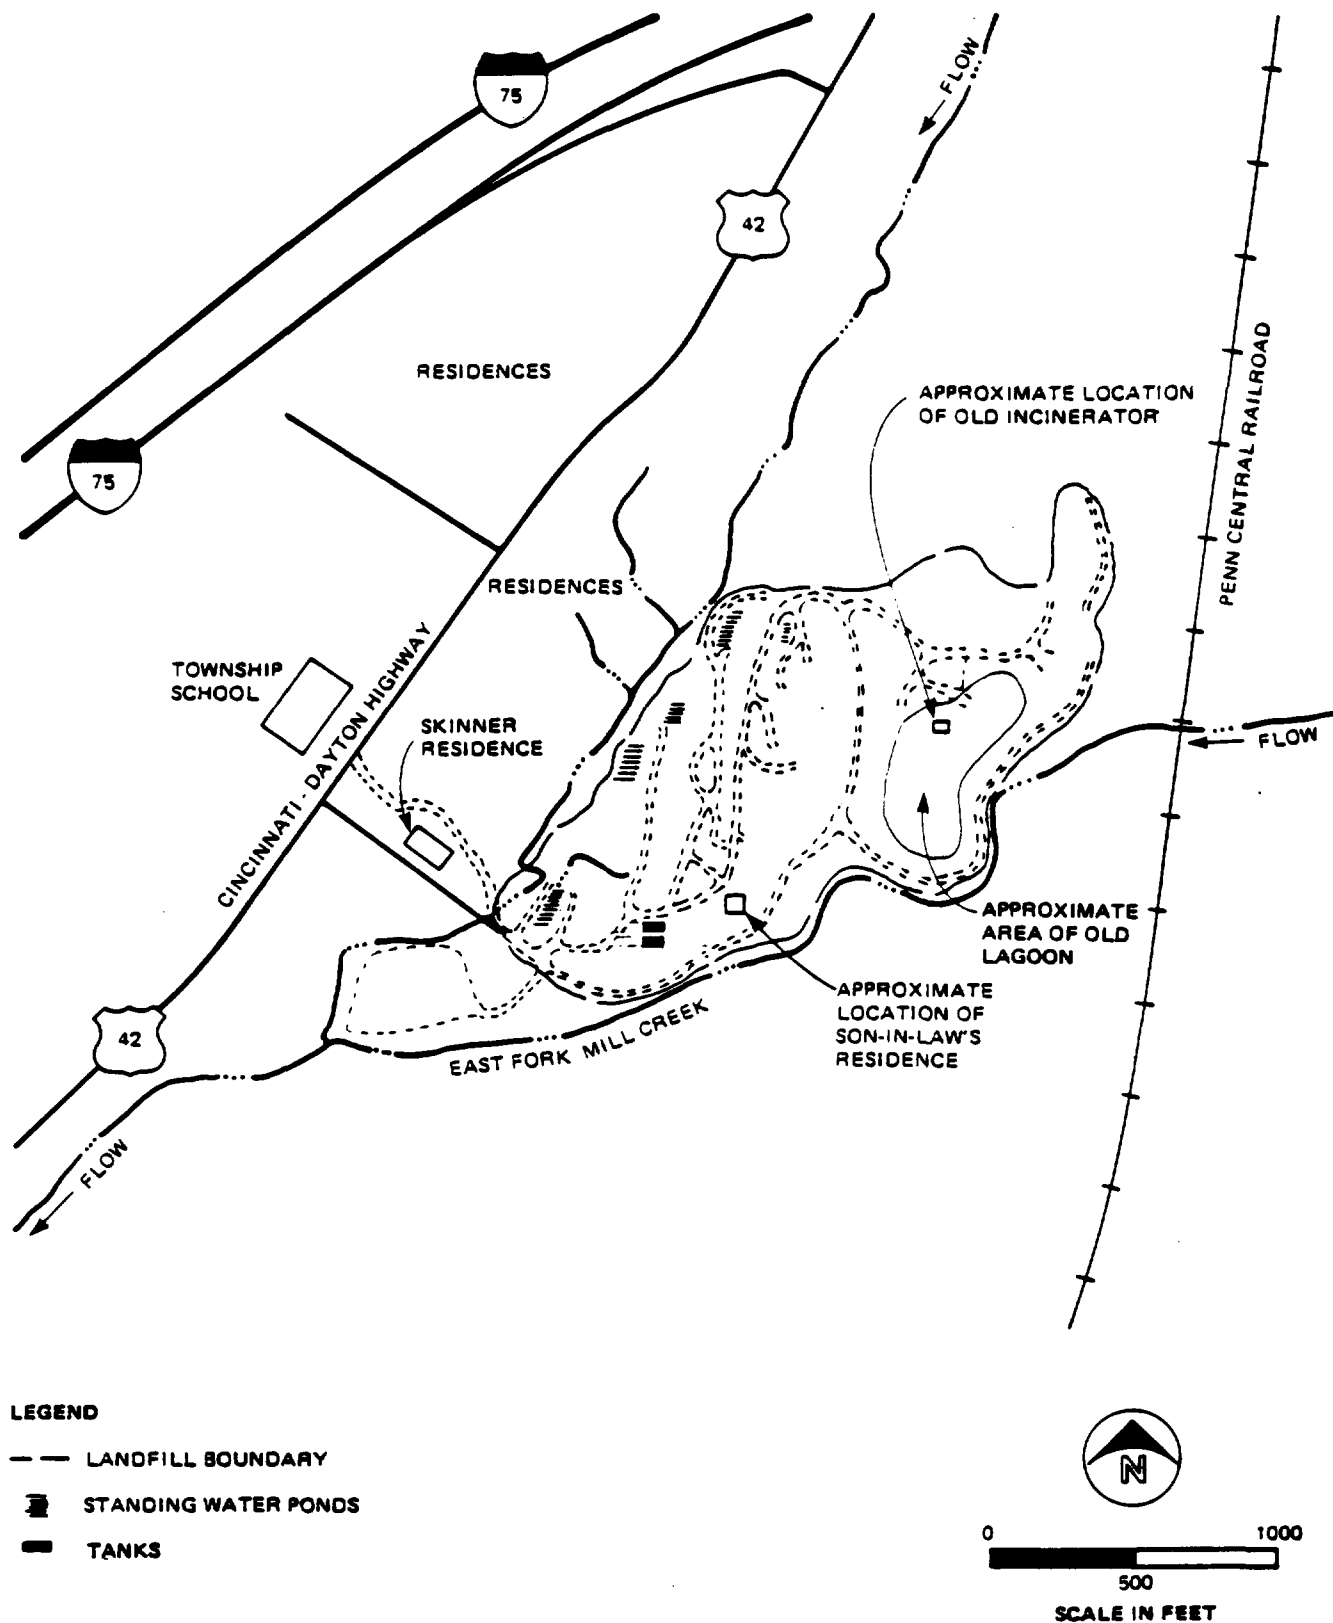 75
FLOW
42
RESIDENCES
APPROXIMATE LOCATION
OF OLD INCINERATOR
PENN CENTRAL RAILROAD
75
RESIDENCES
TOWNSHIP
SCHOOL
CINCINNATI - DAYTON HIGHWAY
SKINNER
RESIDENCE
FLOW
APPROXIMATE
AREA OF OLD
LAGOON
APPROXIMATE
LOCATION OF
SON-IN-LAW'S
RESIDENCE
42
EAST FORK MILL CREEK
FLOW
LEGEND
LANDFILL BOUNDARY
STANDING WATER PONDS
TANKS
N
0 1000
500
SCALE IN FEET